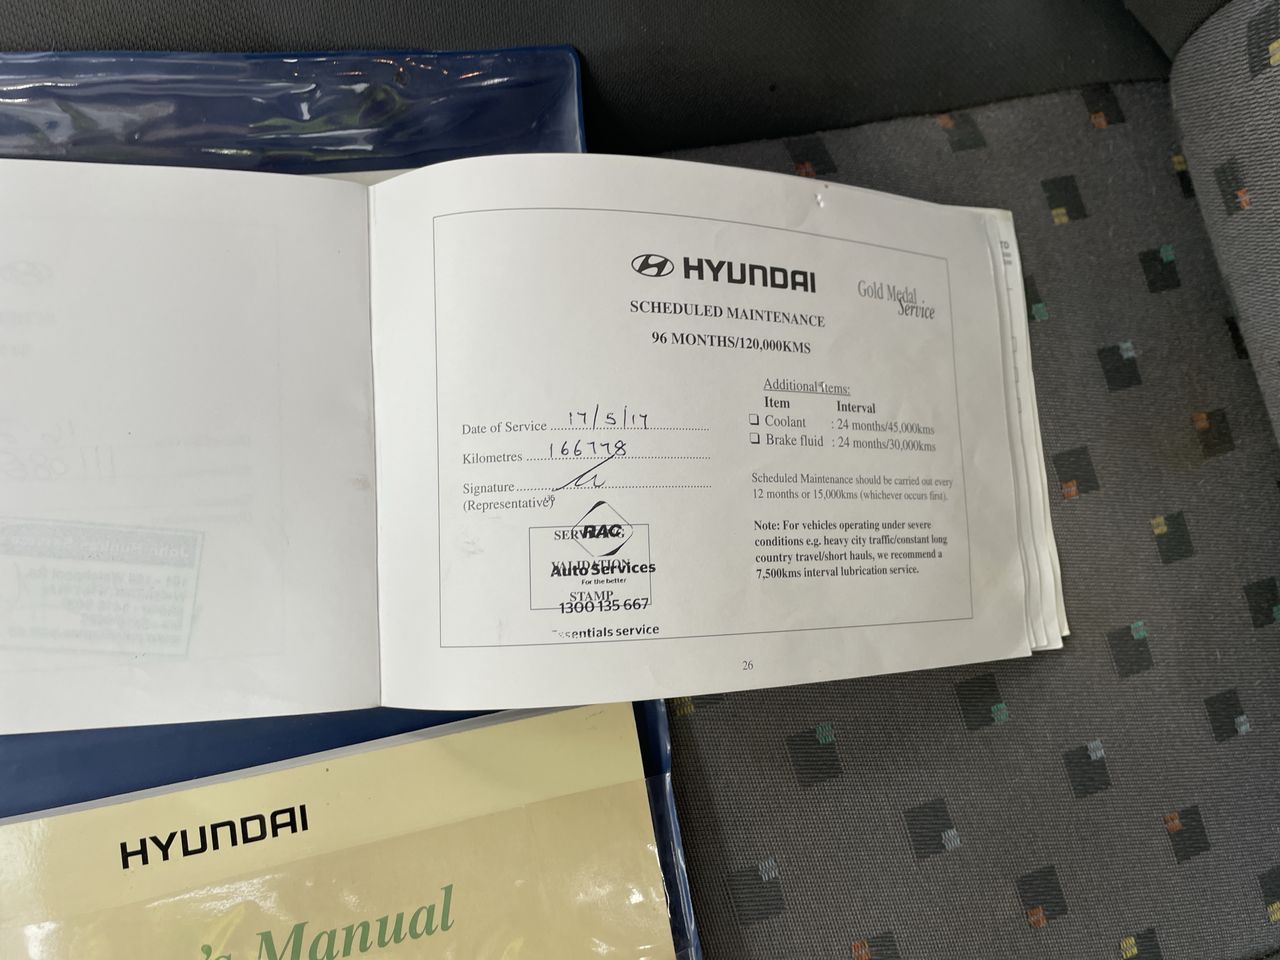 HYUNDAI
Gold Medal
Service
SCHEDULED MAINTENANCE
96 MONTHS/120,000KMS
Additional Items:
Item Interval
Coolant : 24 months/45,000kms
Brake fluid : 24 months/30,000kms
Date of Service 17/5/17
Kilometres 166778
Signature
(Representative)
Scheduled Maintenance should be carried out every
12 months or 15,000kms (whichever occurs first).
Note: For vehicles operating under severe
conditions e.g. heavy city traffic/constant long
country travel/short hauls, we recommend a
7,500kms interval lubrication service.
SERVICING
VALIDATION
STAMP
RAC
Auto Services
For the better
1300 135 667
Essentials service
26
HYUNDAI
's Manual